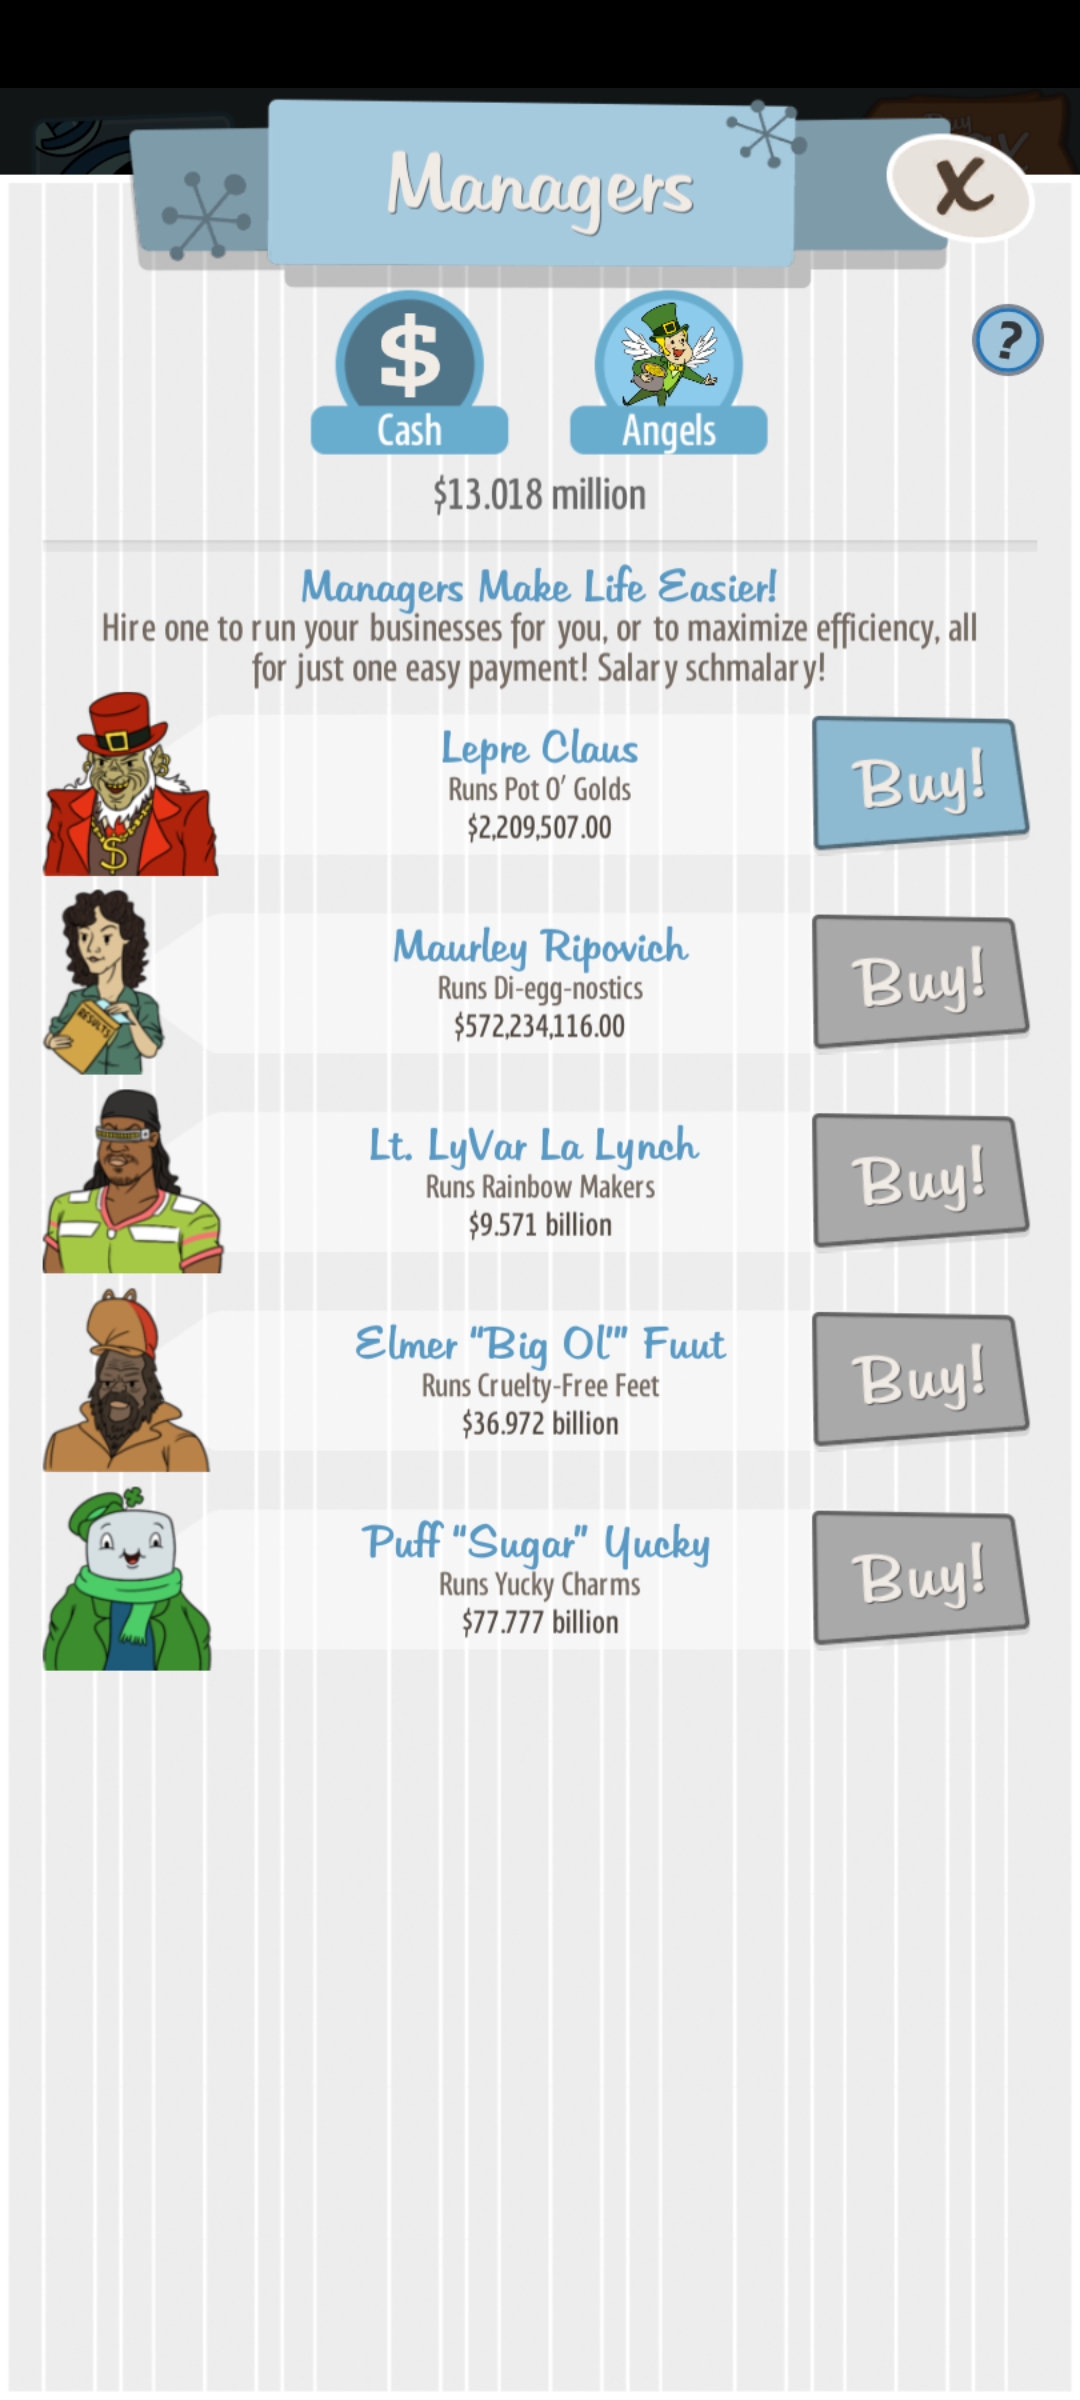 Managers
X
$
Cash
Angels
?
$13.018 million
Managers Make Life Easier!
Hire one to run your businesses for you, or to maximize efficiency, all
for just one easy payment! Salary schmalary!
Lepre Claus
Runs Pot O' Golds
$2,209,507.00
Buy!
$
Maurley Ripovich
Runs Di-egg-nostics
$572,234,116.00
Buy!
RESULTS
Lt. LyVar La Lynch
Runs Rainbow Makers
$9.571 billion
Buy!
Elmer "Big Ol'" Fuut
Runs Cruelty-Free Feet
$36.972 billion
Buy!
Puff "Sugar" Yucky
Runs Yucky Charms
$77.777 billion
Buy!